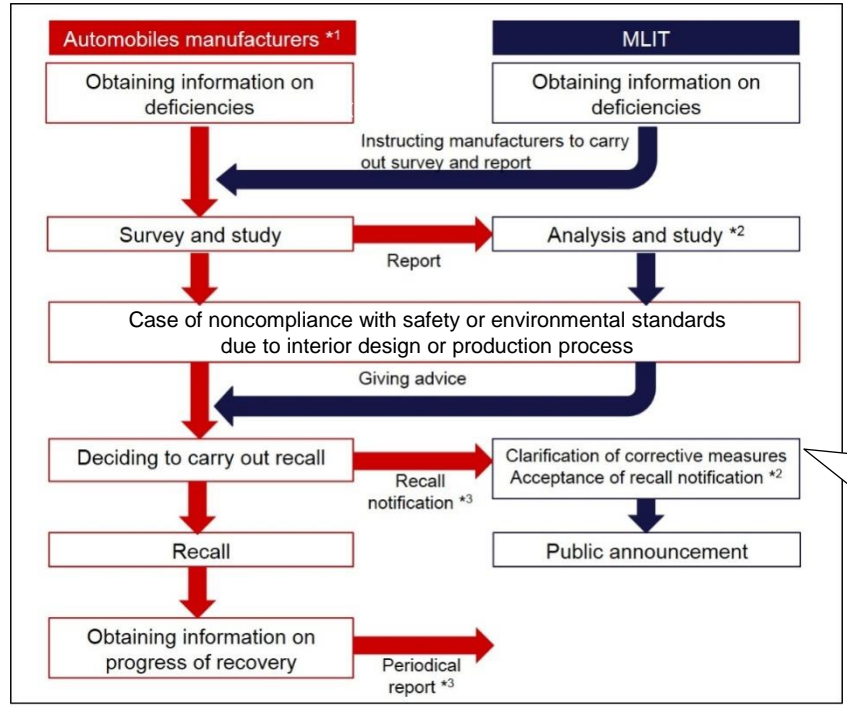 Automobiles manufacturers *1
MLIT
Obtaining information on
deficiencies
Obtaining information on
deficiencies
Instructing manufacturers to carry
out survey and report
Survey and study
Report
Analysis and study *2
Case of noncompliance with safety or environmental standards
due to interior design or production process
Giving advice
Deciding to carry out recall
Recall
notification *3
Clarification of corrective measures
Acceptance of recall notification *2
Recall
Public announcement
Obtaining information on
progress of recovery
Periodical
report *3